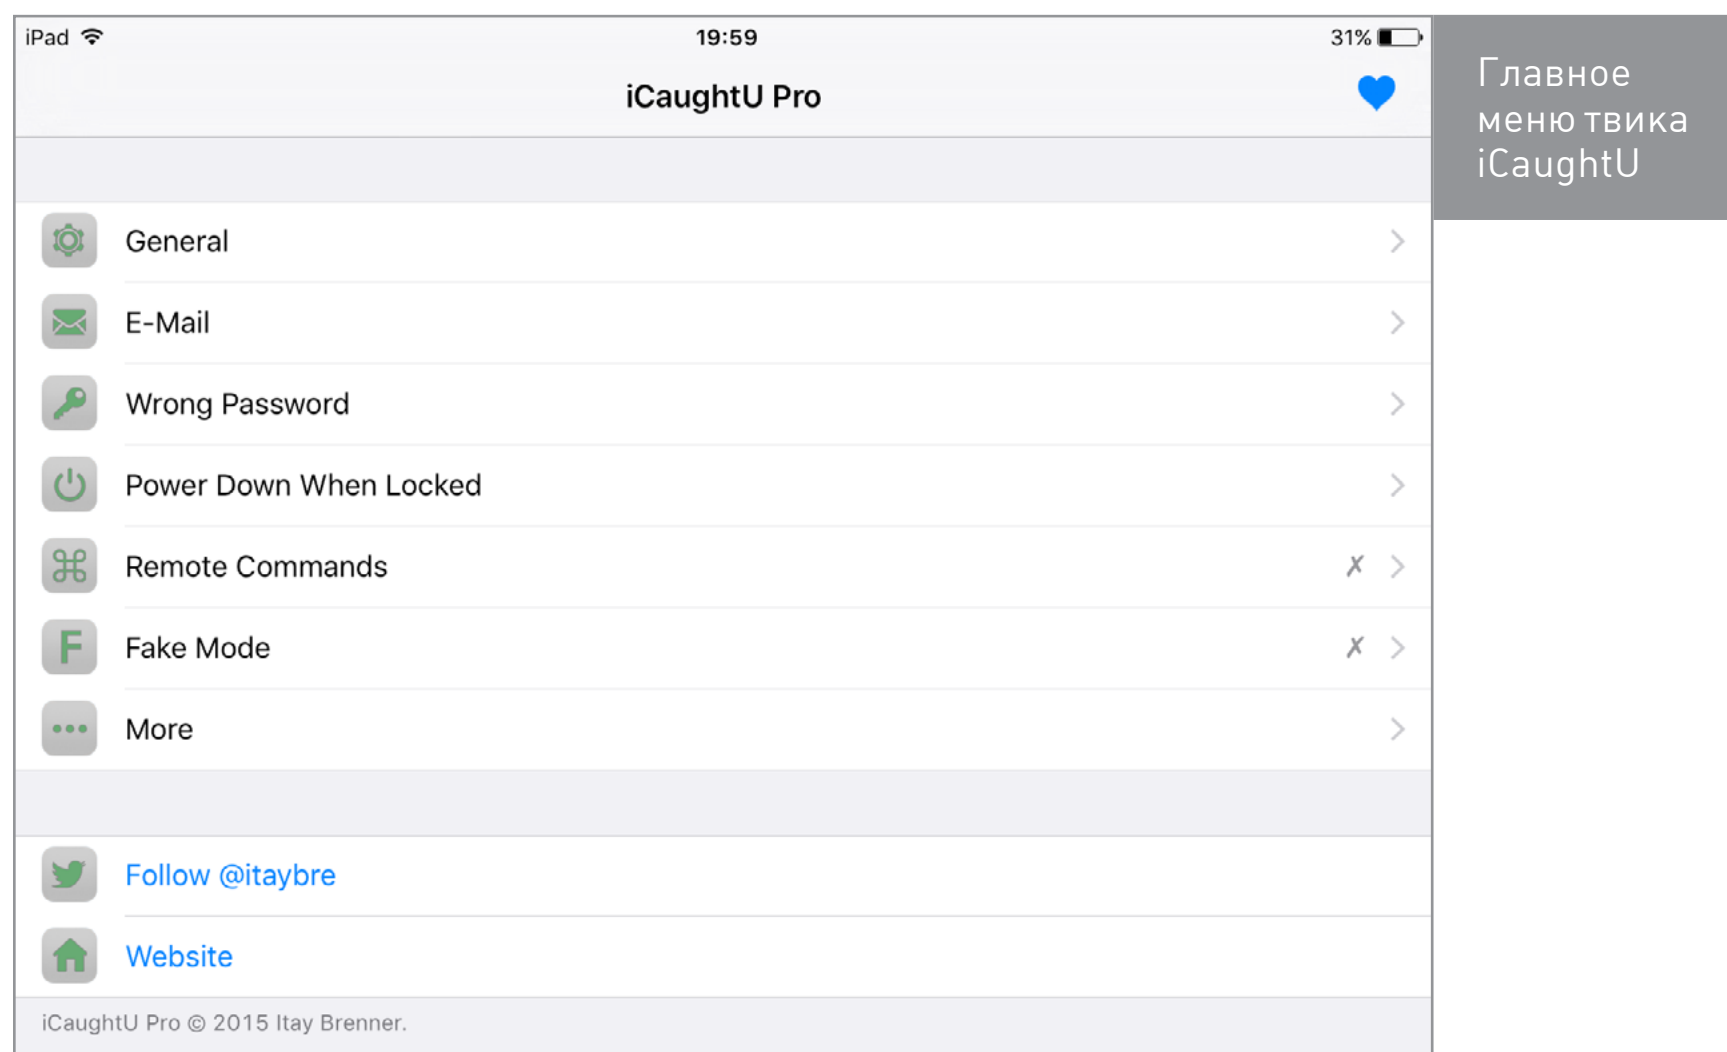 iPad
19:59
31%
iCaughtU Pro
General
E-Mail
Wrong Password
Power Down When Locked
Remote Commands ✗
F Fake Mode ✗
More
Follow @itaybre
Website
iCaughtU Pro © 2015 Itay Brenner.
Главное
меню твика
iCaughtU